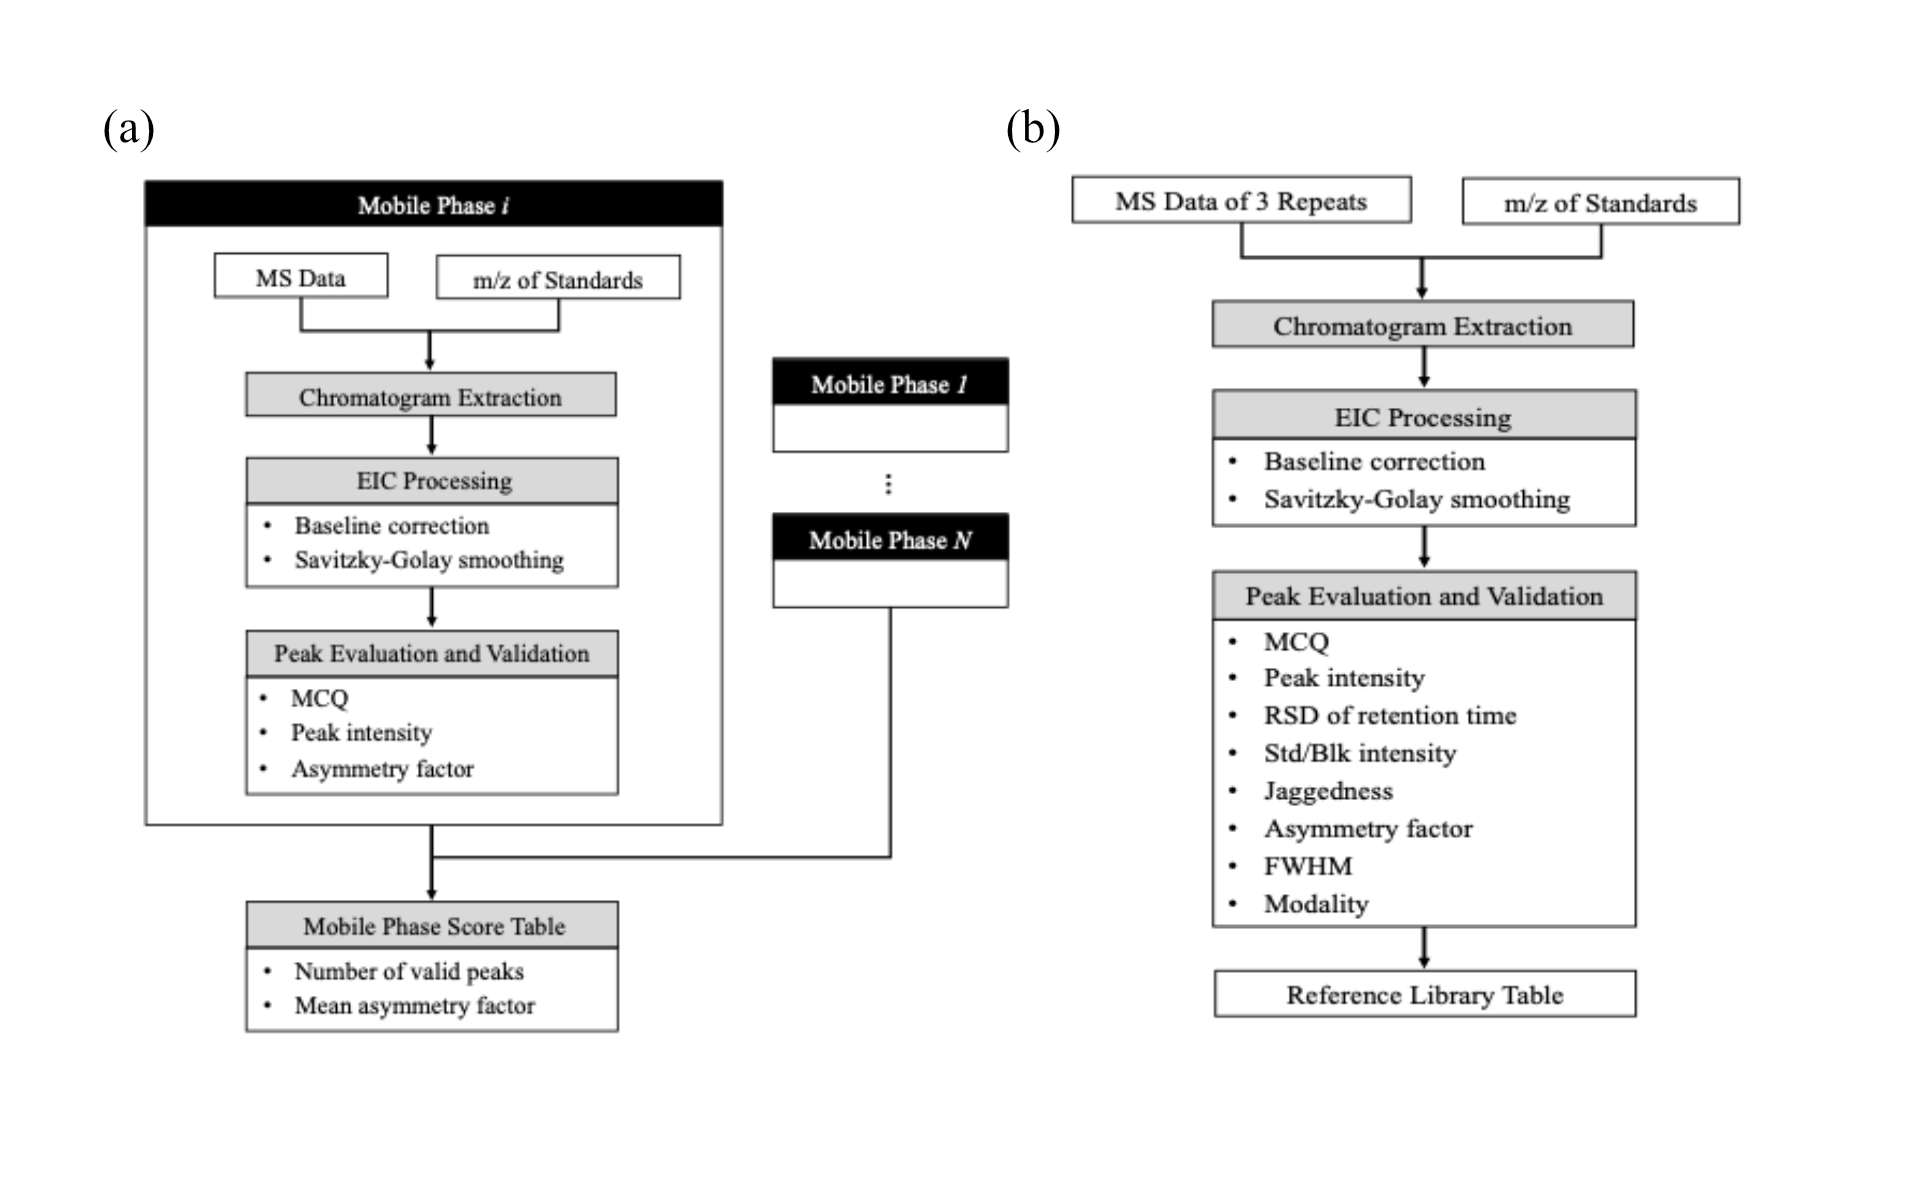 (a)
Mobile Phase i
MS Data
m/z of Standards
Chromatogram Extraction
EIC Processing
• Baseline correction
• Savitzky-Golay smoothing
Peak Evaluation and Validation
• MCQ
• Peak intensity
• Asymmetry factor
Mobile Phase 1
⋮
Mobile Phase N
Mobile Phase Score Table
• Number of valid peaks
• Mean asymmetry factor
(b)
MS Data of 3 Repeats
m/z of Standards
Chromatogram Extraction
EIC Processing
• Baseline correction
• Savitzky-Golay smoothing
Peak Evaluation and Validation
• MCQ
• Peak intensity
• RSD of retention time
• Std/Blk intensity
• Jaggedness
• Asymmetry factor
• FWHM
• Modality
Reference Library Table